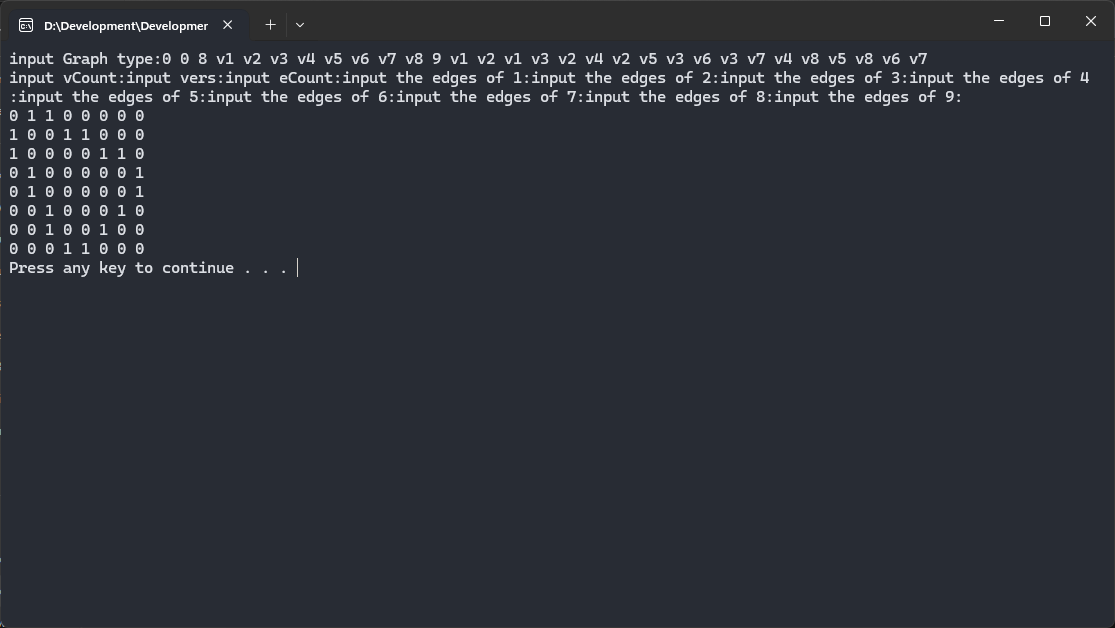 D:\Development\Developmer
input Graph type:0 0 8 v1 v2 v3 v4 v5 v6 v7 v8 9 v1 v2 v1 v3 v2 v4 v2 v5 v3 v6 v3 v7 v4 v8 v5 v8 v6 v7
input vCount:input vers:input eCount:input the edges of 1:input the edges of 2:input the edges of 3:input the edges of 4
:input the edges of 5:input the edges of 6:input the edges of 7:input the edges of 8:input the edges of 9:
0 1 1 0 0 0 0 0
1 0 0 1 1 0 0 0
1 0 0 0 0 1 1 0
0 1 0 0 0 0 0 1
0 1 0 0 0 0 0 1
0 0 1 0 0 0 1 0
0 0 1 0 0 1 0 0
0 0 0 1 1 0 0 0
Press any key to continue . . .